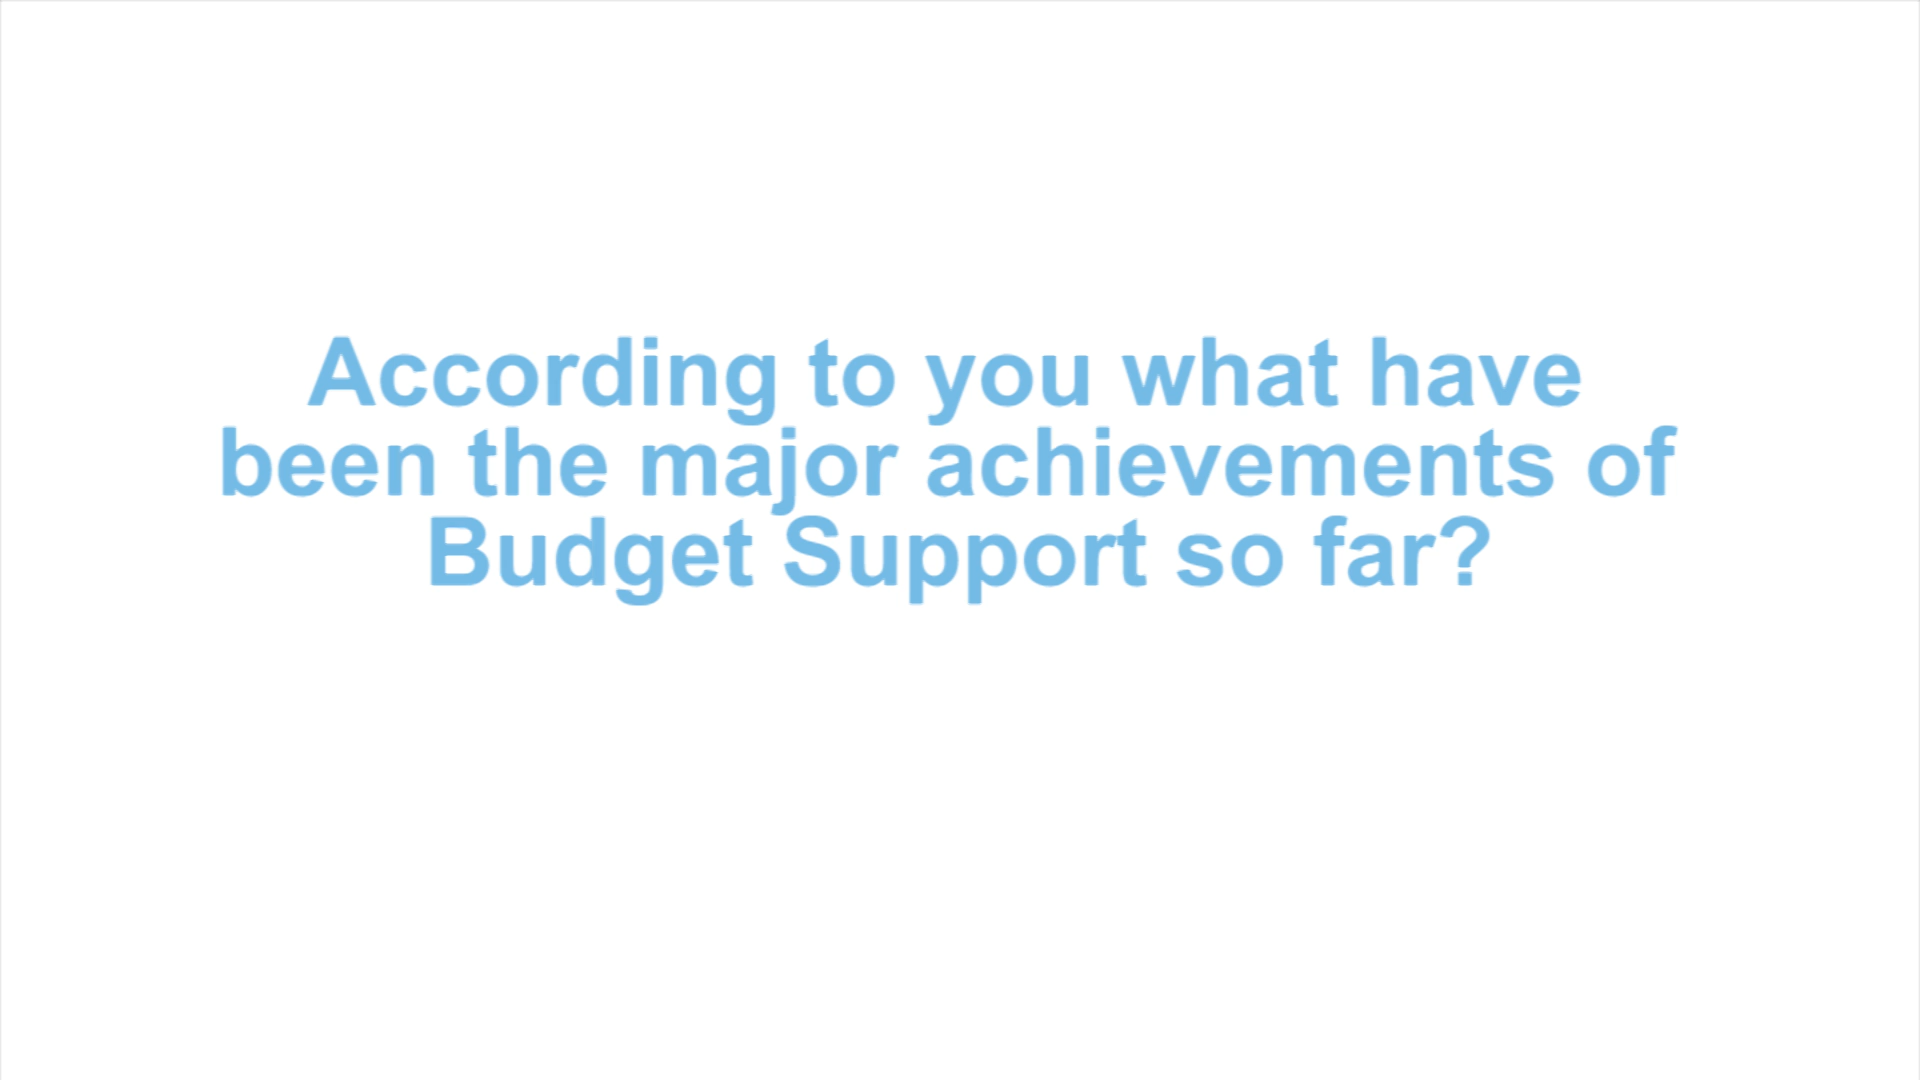 According to you what have
been the major achievements of
Budget Support so far?